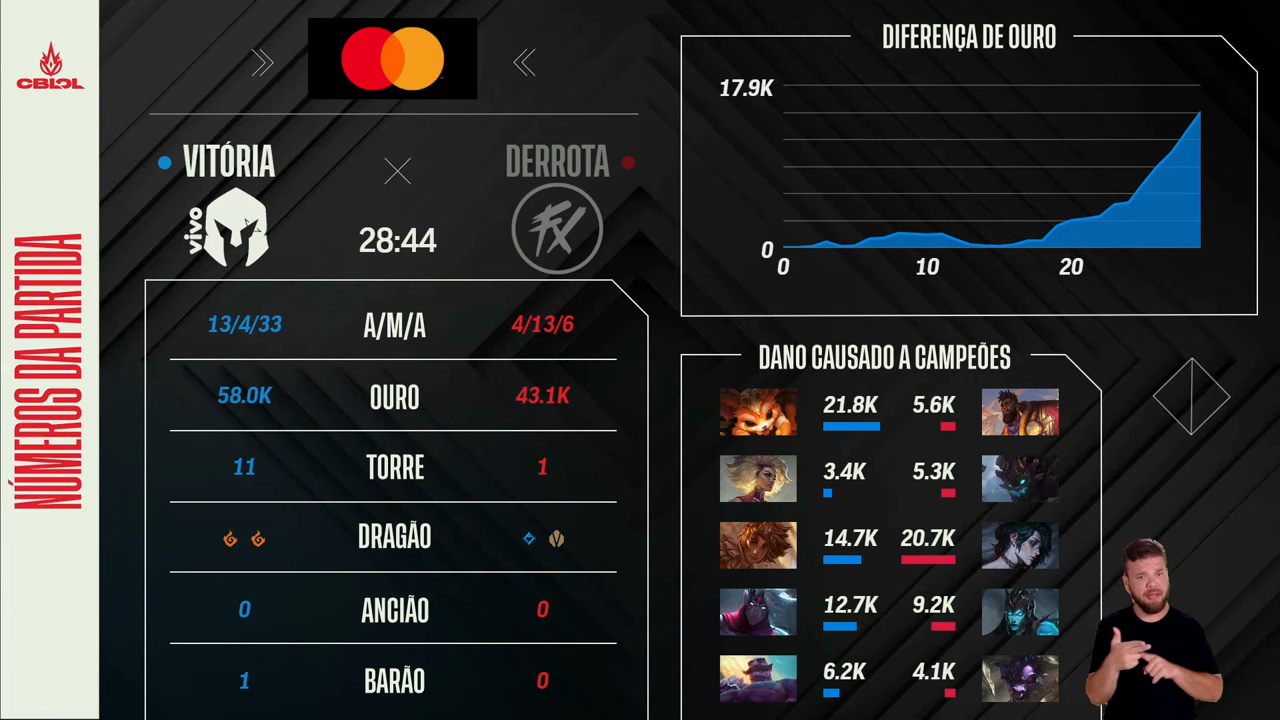 CBLOL
NÚMEROS DA PARTIDA
VITÓRIA
DERROTA
vivo
FX
28:44
13/4/33 A/M/A 4/13/6
58.0K OURO 43.1K
11 TORRE 1
DRAGÃO
0 ANCIÃO 0
1 BARÃO 0
DIFERENÇA DE OURO
17.9K
0
0 10 20
DANO CAUSADO A CAMPEÕES
21.8K 5.6K
3.4K 5.3K
14.7K 20.7K
12.7K 9.2K
6.2K 4.1K